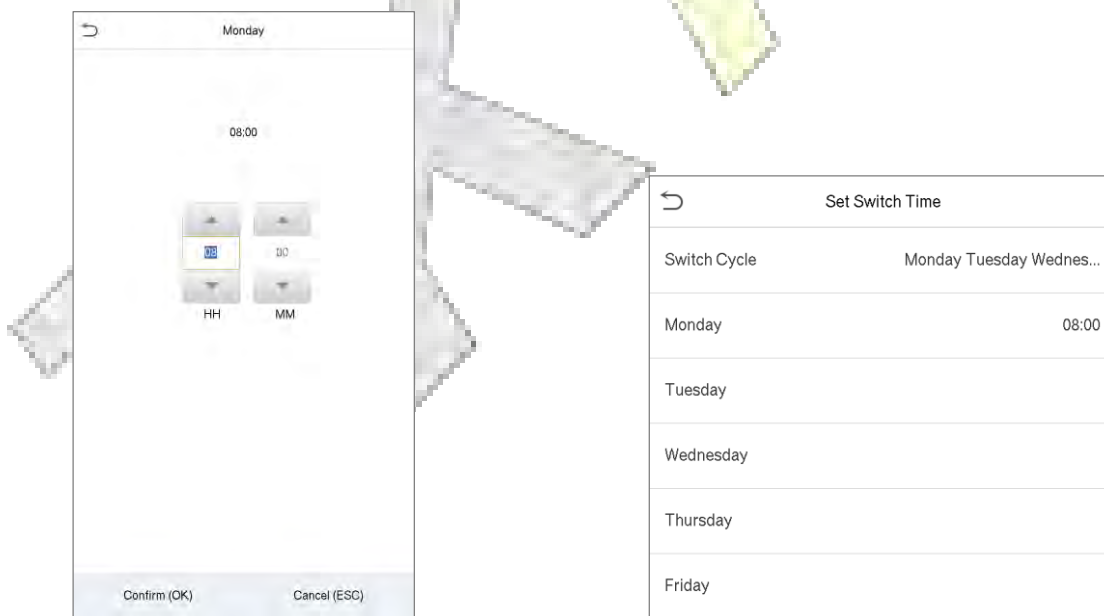 Monday
08:00
08 00
HH MM
Confirm (OK) Cancel (ESC)
Set Switch Time
Switch Cycle Monday Tuesday Wednes...
Monday 08:00
Tuesday
Wednesday
Thursday
Friday